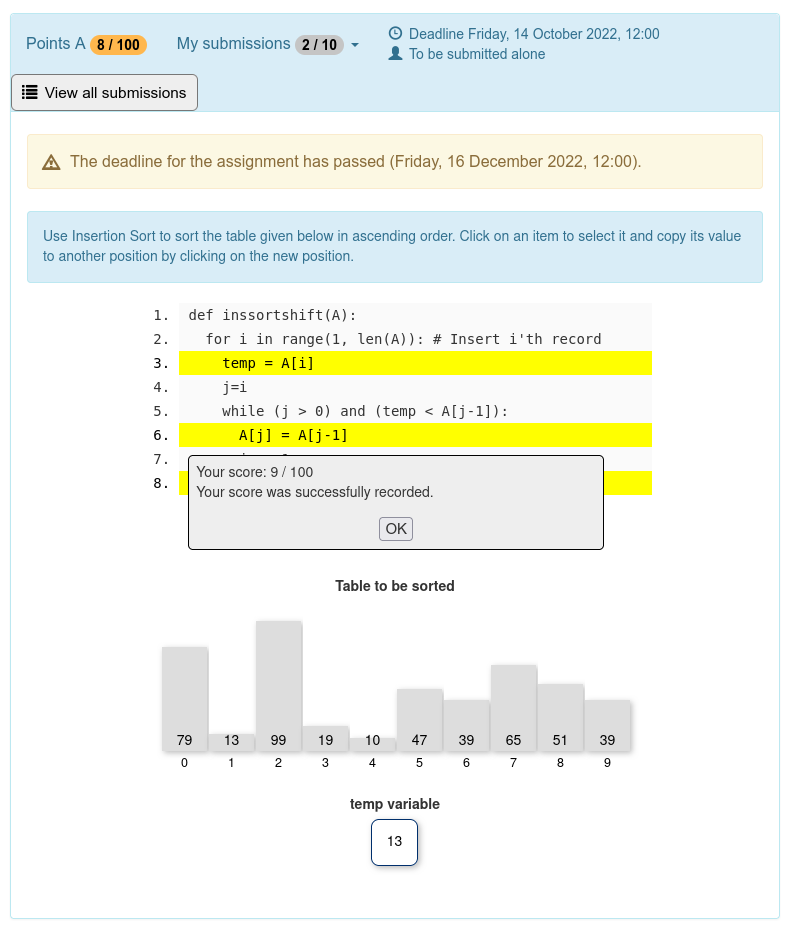 Points A 8 / 100 My submissions 2 / 10
Deadline Friday, 14 October 2022, 12:00
To be submitted alone
View all submissions
The deadline for the assignment has passed (Friday, 16 December 2022, 12:00).
Use Insertion Sort to sort the table given below in ascending order. Click on an item to select it and copy its value
to another position by clicking on the new position.
1. def inssortshift(A):
2. for i in range(1, len(A)): # Insert i'th record
3. temp = A[i]
4. j=i
5. while (j > 0) and (temp < A[j-1]):
6. A[j] = A[j-1]
7.
8.
Your score: 9 / 100
Your score was successfully recorded.
OK
Table to be sorted
79 13 99 19 10 47 39 65 51 39
0 1 2 3 4 5 6 7 8 9
temp variable
13